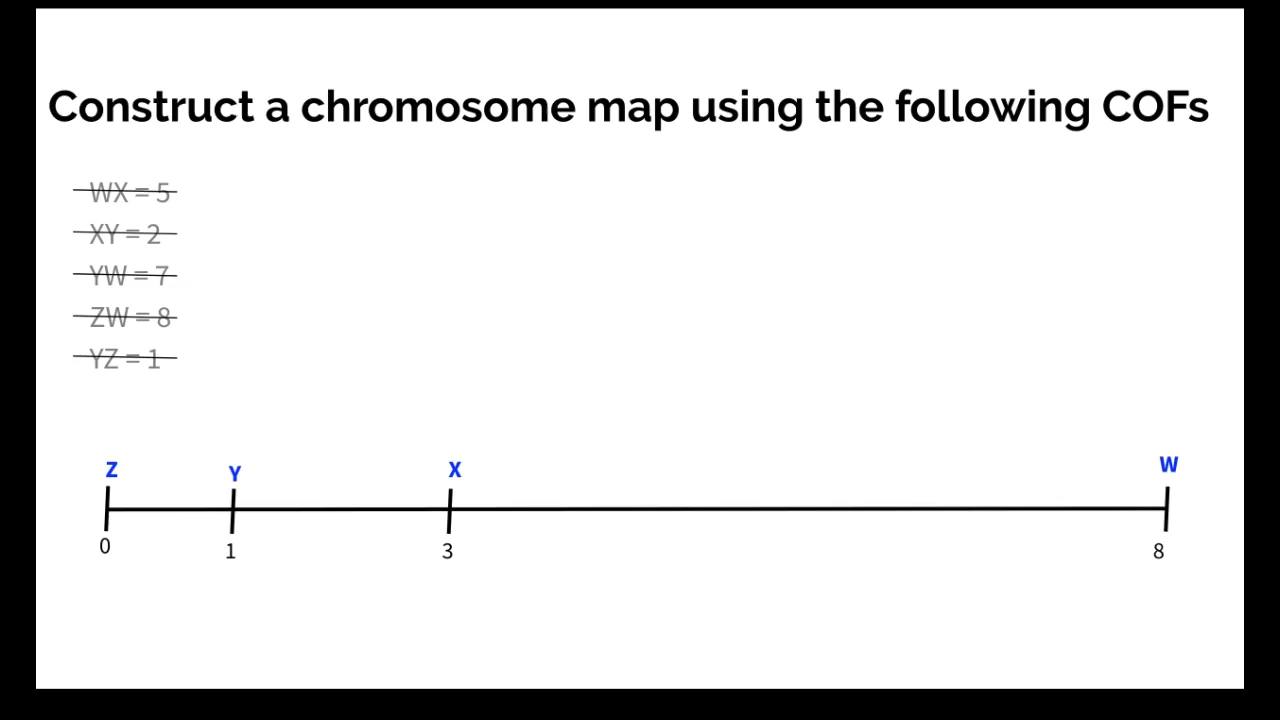 Construct a chromosome map using the following COFs
WX = 5
XY = 2
YW = 7
ZW = 8
YZ = 1
Z Y X W
0 1 3 8